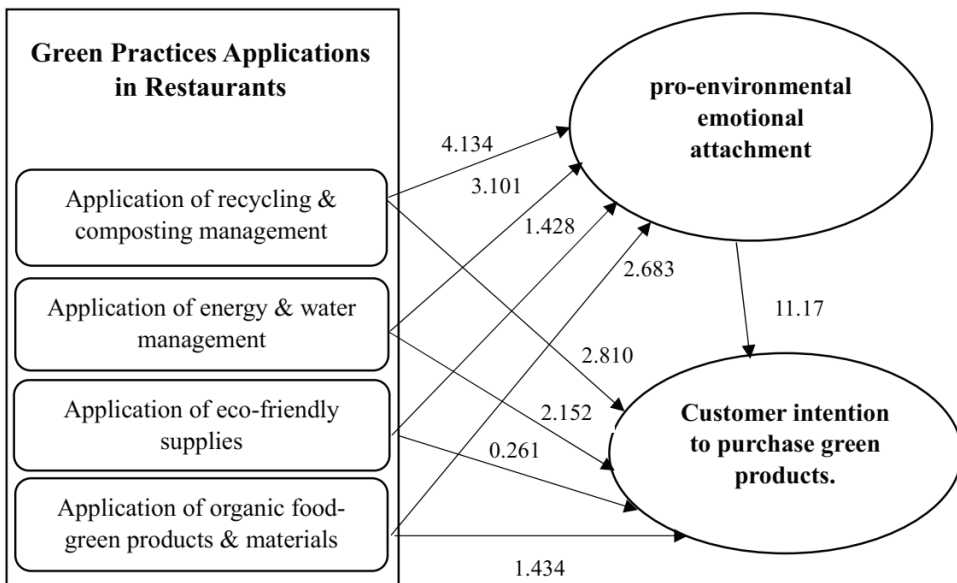 Green Practices Applications
in Restaurants
Application of recycling &
composting management
Application of energy & water
management
Application of eco-friendly
supplies
Application of organic food-
green products & materials
4.134
3.101
1.428
2.683
2.810
2.152
0.261
1.434
pro-environmental
emotional
attachment
11.17
Customer intention
to purchase green
products.